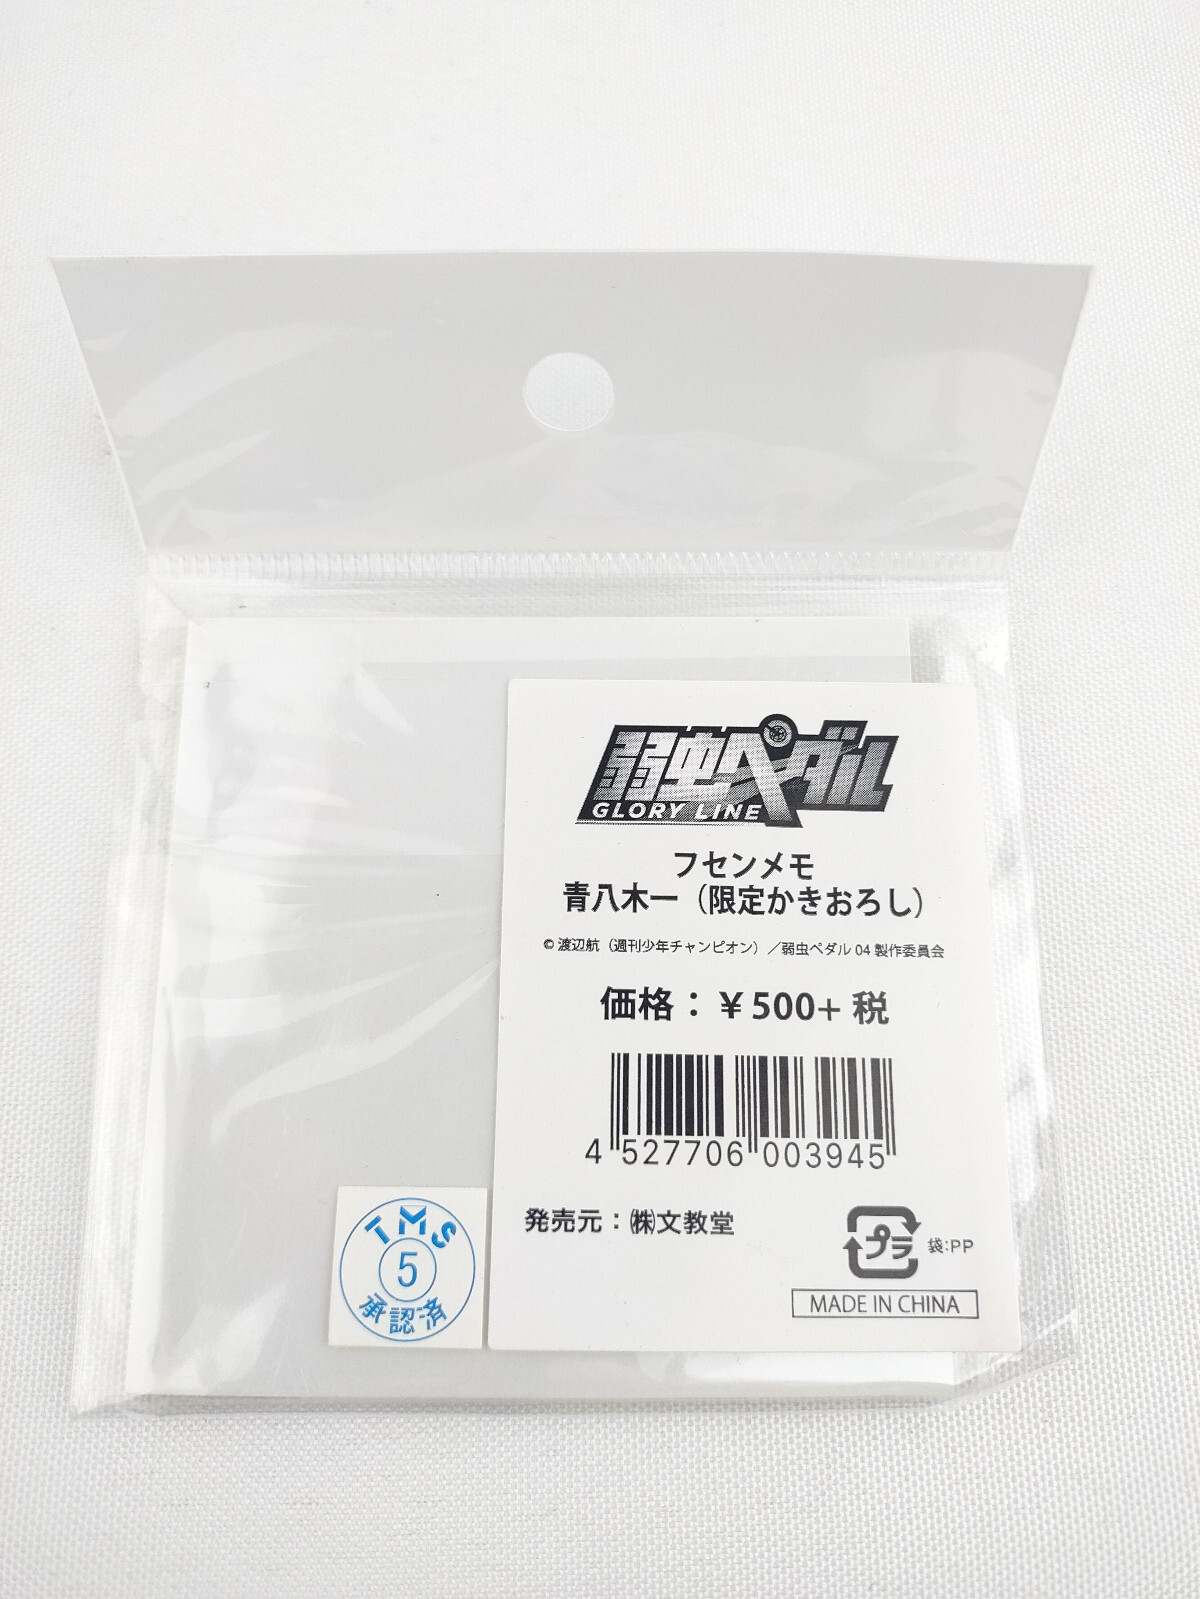 弱虫ペダル
GLORY LINE
フセンメモ
青八木一（限定かきおろし）
© 渡辺航（週刊少年チャンピオン）／弱虫ペダル 04 製作委員会
価格：￥500+ 税
4 527706 003945
発売元：㈱文教堂
プラ 袋:PP
MADE IN CHINA
TMS
5
承認済